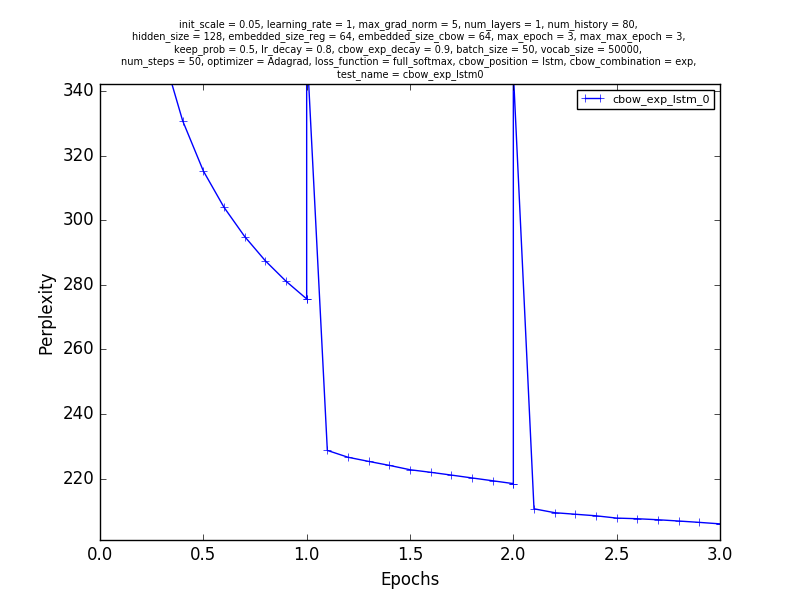 init_scale = 0.05, learning_rate = 1, max_grad_norm = 5, num_layers = 1, num_history = 80,
hidden_size = 128, embedded_size_reg = 64, embedded_size_cbow = 64, max_epoch = 3, max_max_epoch = 3,
keep_prob = 0.5, lr_decay = 0.8, cbow_exp_decay = 0.9, batch_size = 50, vocab_size = 50000,
num_steps = 50, optimizer = Adagrad, loss_function = full_softmax, cbow_position = lstm, cbow_combination = exp,
test_name = cbow_exp_lstm0
cbow_exp_lstm_0
340
320
300
280
260
240
220
Perplexity
0.0 0.5 1.0 1.5 2.0 2.5 3.0
Epochs